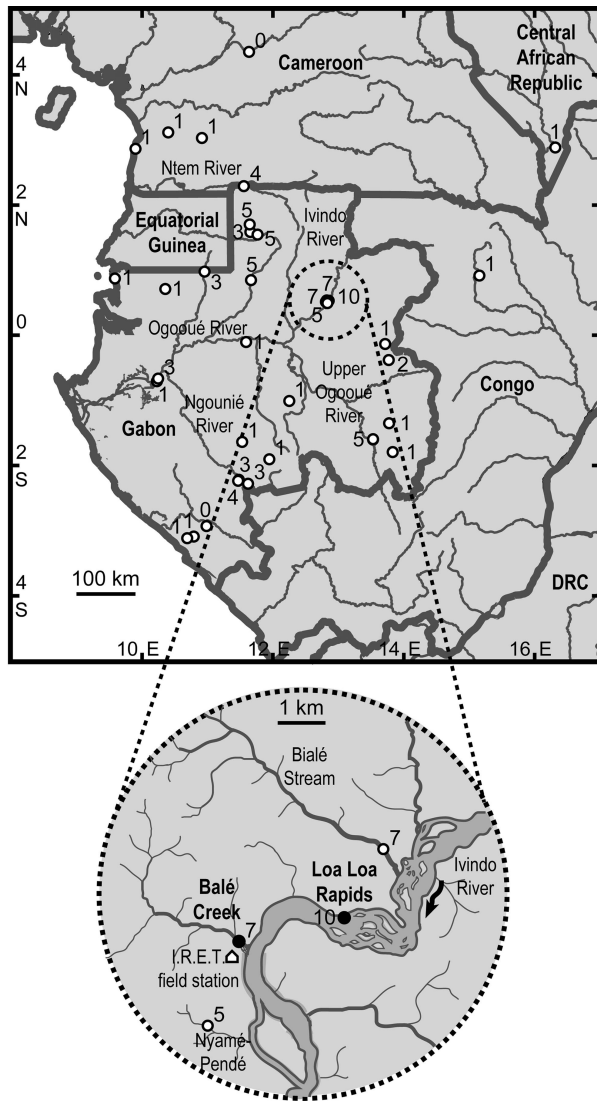 0
Cameroon
Central
African
Republic
4
N
1
1
1
1
Ntem River
4
2
N
Equatorial
Guinea
5
3
5
Ivindo
River
1
1
3
5
7
7
10
5
1
0
Ogooué River
1
1
2
3
1
Ngounié
River
1
Upper
Ogooué
River
Congo
Gabon
1
1
5
1
1
2
S
3
3
4
0
1
1
100 km
4
S
DRC
10 E
12 E
14 E
16 E
1 km
Bialé
Stream
7
Loa Loa
Rapids
Ivindo
River
Balé
Creek
10
7
I.R.E.T.
field station
5
Nyamé-
Pendé